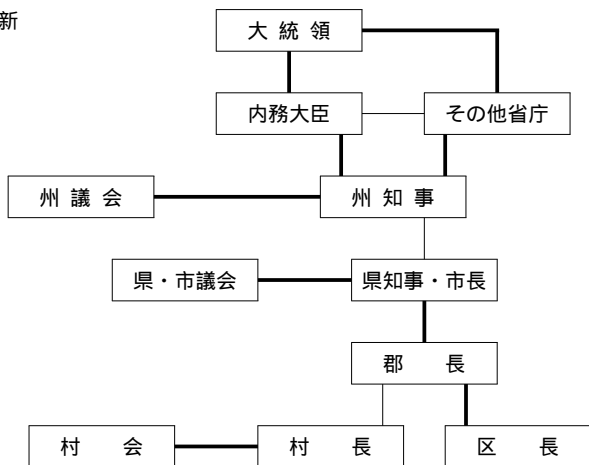 新
大 統 領
内務大臣 その他省庁
州 議 会 州 知 事
県・市議会 県知事・市長
郡 長
村 会 村 長 区 長